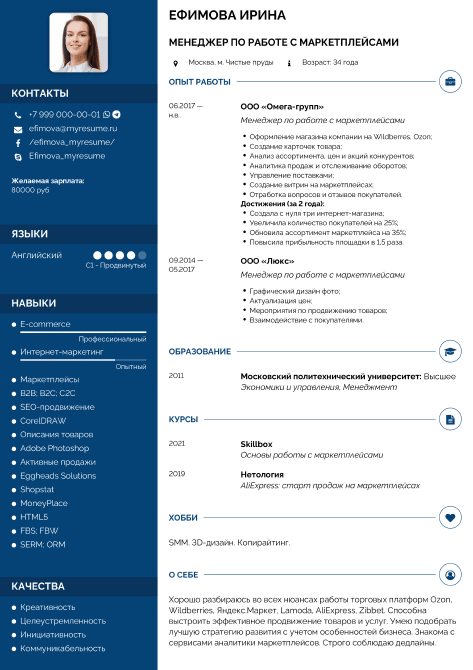 КОНТАКТЫ
+7 999 000-00-01
efimova@myresume.ru
/efimova_myresume/
Efimova_myresume
Желаемая зарплата:
80000 руб
ЯЗЫКИ
Английский
C1 - Продвинутый
НАВЫКИ
E-commerce
Профессиональный
Интернет-маркетинг
Опытный
Маркетплейсы
B2B; B2C; C2C
SEO-продвижение
CorelDRAW
Описания товаров
Adobe Photoshop
Активные продажи
Eggheads Solutions
Shopstat
MoneyPlace
HTML5
FBS; FBW
SERM; ORM
КАЧЕСТВА
Креативность
Целеустремленность
Инициативность
Коммуникабельность
ЕФИМОВА ИРИНА
МЕНЕДЖЕР ПО РАБОТЕ С МАРКЕТПЛЕЙСАМИ
Москва, м. Чистые пруды Возраст: 34 года
ОПЫТ РАБОТЫ
06.2017 —
н.в.
ООО «Омега-групп»
Менеджер по работе с маркетплейсами
Оформление магазина компании на Wildberres, Ozon;
Создание карточек товара;
Анализ ассортимента, цен и акций конкурентов;
Аналитика продаж и отслеживание оборотов;
Управление поставками;
Создание витрин на маркетплейсах;
Отработка вопросов и отзывов покупателей.
Достижения (за 2 года):
Создала с нуля три интернет-магазина;
Увеличила количество покупателей на 25%;
Обновила ассортимент маркетплейса на 35%;
Повысила прибыльность площадки в 1,5 раза.
09.2014 —
05.2017
ООО «Люкс»
Менеджер по работе с маркетплейсами
Графический дизайн фото;
Актуализация цен;
Мероприятия по продвижению товаров;
Взаимодействие с покупателями.
ОБРАЗОВАНИЕ
2011
Московский политехнический университет: Высшее
Экономики и управления, Менеджмент
КУРСЫ
2021
Skillbox
Основы работы с маркетплейсами
2019
Нетология
AliExpress: старт продаж на маркетплейсах
ХОББИ
SMM. 3D-дизайн. Копирайтинг.
О СЕБЕ
Хорошо разбираюсь во всех нюансах работы торговых платформ Ozon,
Wildberries, Яндекс.Маркет, Lamoda, AliExpress, Zibbet. Способна
выстроить эффективное продвижение товаров и услуг. Умею подобрать
лучшую стратегию развития с учетом особенностей бизнеса. Знакома с
сервисами аналитики маркетплейсов. Строго соблюдаю дедлайны.